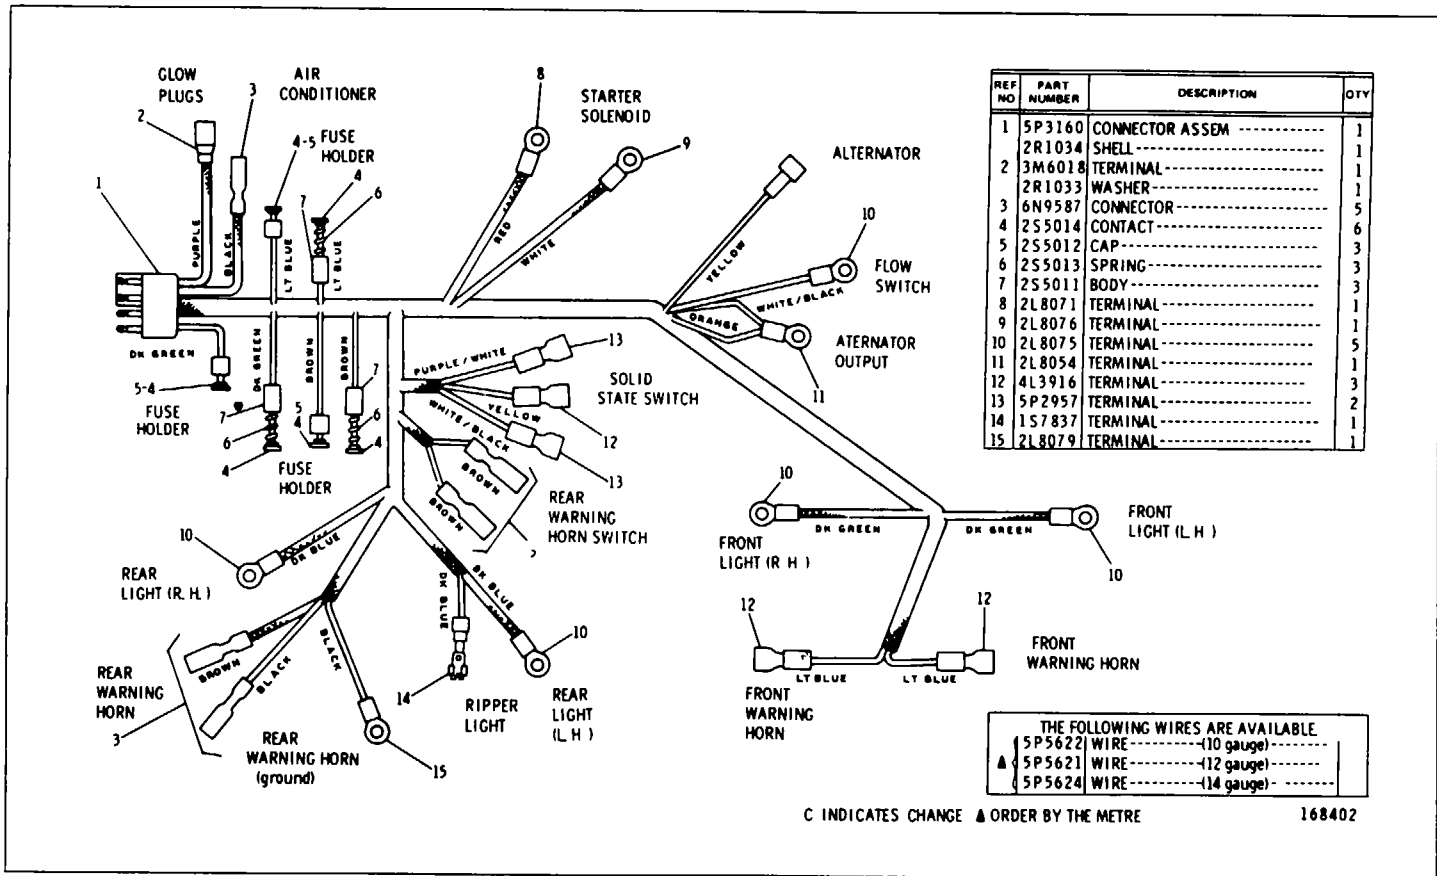 GLOW
PLUGS
2
3
AIR
CONDITIONER
4-5
FUSE
HOLDER
4
7
6
1
PURPLE
BLACK
LT BLUE
LT BLUE
DK GREEN
5-4
FUSE
HOLDER
DK GREEN
BROWN
BROWN
7
6
4
5
4
7
6
4
FUSE
HOLDER
8
STARTER
SOLENOID
9
RED
WHITE
ALTERNATOR
YELLOW
10
FLOW
SWITCH
WHITE/BLACK
ORANGE
ATERNATOR
OUTPUT
11
PURPLE/WHITE
13
SOLID
STATE SWITCH
YELLOW
WHITE/BLACK
12
13
BROWN
BROWN
REAR
WARNING
HORN SWITCH
10
DK BLUE
REAR
LIGHT (R.H.)
BROWN
BLACK
BLACK
REAR
WARNING
HORN
3
REAR
WARNING HORN
(ground)
15
DK BLUE
DK BLUE
14
RIPPER
LIGHT
10
REAR
LIGHT
(L H )
10
DK GREEN
FRONT
LIGHT (R H )
DK GREEN
FRONT
LIGHT (L H )
10
12
LT BLUE
FRONT
WARNING
HORN
12
LT BLUE
FRONT
WARNING HORN
REF NO PART NUMBER DESCRIPTION QTY
1 5P3160 CONNECTOR ASSEM ------------- 1
2R1034 SHELL ------------- 1
2 3M6018 TERMINAL ------------- 1
2R1033 WASHER ------------- 1
3 6N9587 CONNECTOR ------------- 5
4 2S5014 CONTACT ------------- 6
5 2S5012 CAP ------------- 3
6 2S5013 SPRING ------------- 3
7 2S5011 BODY ------------- 3
8 2L8071 TERMINAL ------------- 1
9 2L8076 TERMINAL ------------- 1
10 2L8075 TERMINAL ------------- 5
11 2L8054 TERMINAL ------------- 1
12 4L3916 TERMINAL ------------- 3
13 5P2957 TERMINAL ------------- 2
14 1S7837 TERMINAL ------------- 1
15 2L8079 TERMINAL ------------- 1
THE FOLLOWING WIRES ARE AVAILABLE
5P5622 WIRE ---------(10 gauge)------
▲ 5P5621 WIRE ---------(12 gauge)------
5P5624 WIRE ---------(14 gauge)------
C INDICATES CHANGE ▲ ORDER BY THE METRE
168402